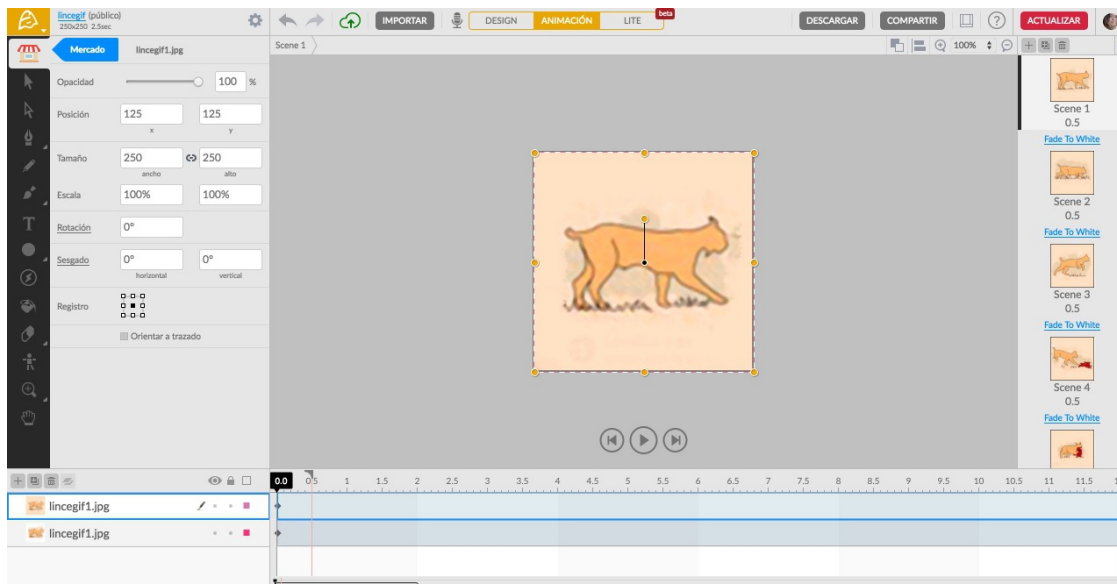 lincegif (público)
250x250 2.5sec
IMPORTAR
DESIGN
ANIMACIÓN
LITE
beta
DESCARGAR
COMPARTIR
?
ACTUALIZAR
Mercado
lincegif1.jpg
Scene 1
100%
Opacidad
100 %
Posición
125
125
x
y
Tamaño
250
250
ancho
alto
Escala
100%
100%
Rotación
0°
Sesgado
0°
0°
horizontal
vertical
Registro
Orientar a trazado
T
Scene 1
0.5
Fade To White
Scene 2
0.5
Fade To White
Scene 3
0.5
Fade To White
Scene 4
0.5
Fade To White
0.0 0.5 1 1.5 2 2.5 3 3.5 4 4.5 5 5.5 6 6.5 7 7.5 8 8.5 9 9.5 10 10.5 11 11.5
lincegif1.jpg
lincegif1.jpg